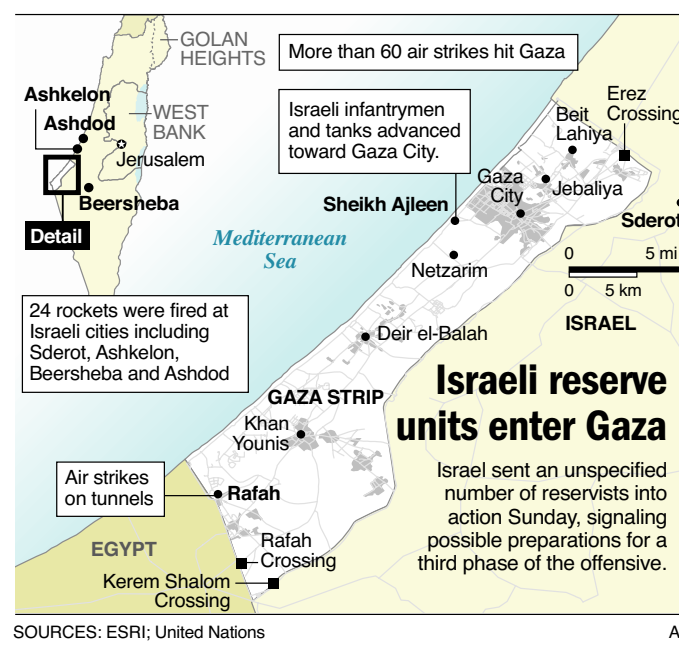 GOLAN
HEIGHTS
More than 60 air strikes hit Gaza
Ashkelon
Ashdod
WEST
BANK
Jerusalem
Beersheba
Detail
Israeli infantrymen
and tanks advanced
toward Gaza City.
Erez
Crossing
Beit
Lahiya
Gaza
City
Jebaliya
Sheikh Ajleen
Sderot
Mediterranean
Sea
Netzarim
0 5 mi
0 5 km
ISRAEL
24 rockets were fired at
Israeli cities including
Sderot, Ashkelon,
Beersheba and Ashdod
Deir el-Balah
Israeli reserve
units enter Gaza
GAZA STRIP
Khan
Younis
Israel sent an unspecified
number of reservists into
action Sunday, signaling
possible preparations for a
third phase of the offensive.
Air strikes
on tunnels
Rafah
EGYPT
Rafah
Crossing
Kerem Shalom
Crossing
SOURCES: ESRI; United Nations
A